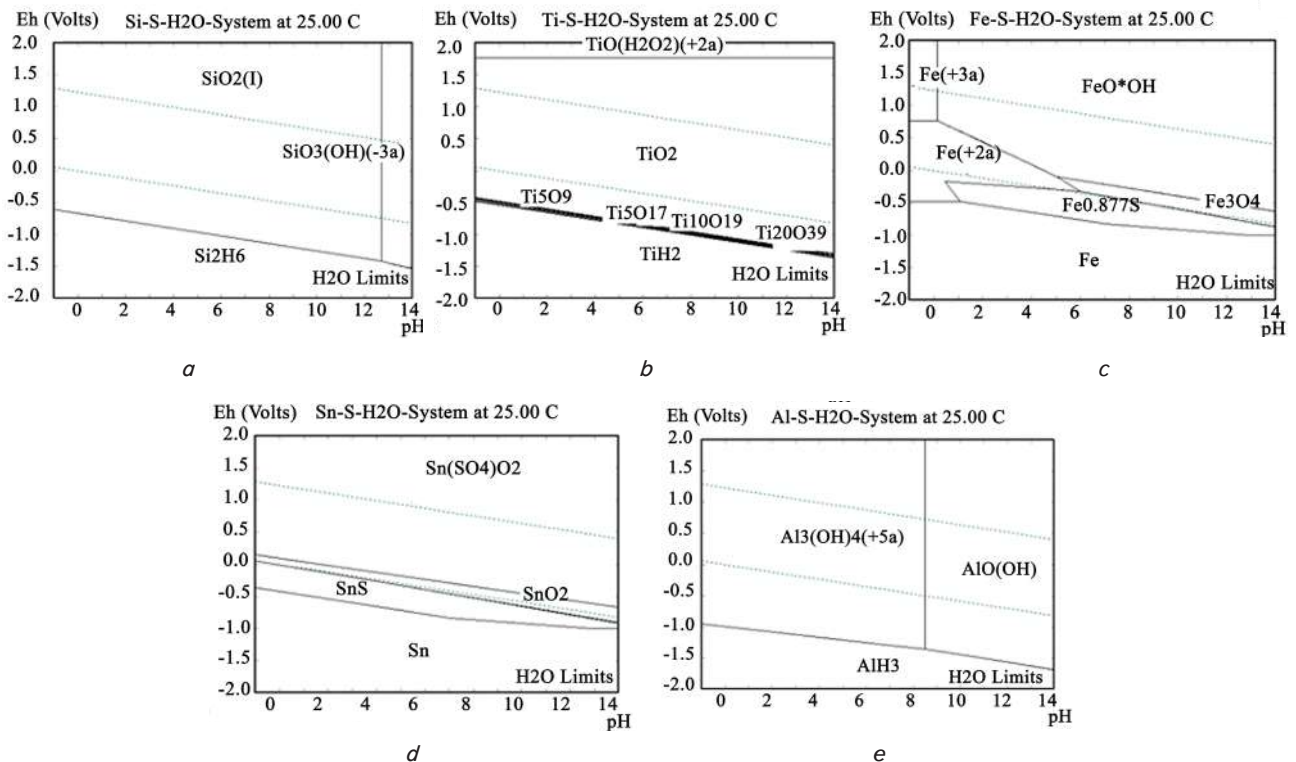 Eh (Volts) Si-S-H2O-System at 25.00 C
2.0
1.5
1.0
0.5
0.0
-0.5
-1.0
-1.5
-2.0
SiO2(I)
SiO3(OH)(-3a)
Si2H6
H2O Limits
0 2 4 6 8 10 12 14
pH
a
Eh (Volts) Ti-S-H2O-System at 25.00 C
2.0
1.5
1.0
0.5
0.0
-0.5
-1.0
-1.5
-2.0
TiO(H2O2)(+2a)
TiO2
Ti5O9
Ti5O17
Ti10O19
Ti20O39
TiH2
H2O Limits
0 2 4 6 8 10 12 14
pH
b
Eh (Volts) Fe-S-H2O-System at 25.00 C
2.0
1.5
1.0
0.5
0.0
-0.5
-1.0
-1.5
-2.0
Fe(+3a)
FeO*OH
Fe(+2a)
Fe0.877S
Fe3O4
Fe
H2O Limits
0 2 4 6 8 10 12 14
pH
c
Eh (Volts) Sn-S-H2O-System at 25.00 C
2.0
1.5
1.0
0.5
0.0
-0.5
-1.0
-1.5
-2.0
Sn(SO4)O2
SnS
SnO2
Sn
H2O Limits
0 2 4 6 8 10 12 14
pH
d
Eh (Volts) Al-S-H2O-System at 25.00 C
2.0
1.5
1.0
0.5
0.0
-0.5
-1.0
-1.5
-2.0
Al3(OH)4(+5a)
AlO(OH)
AlH3
H2O Limits
0 2 4 6 8 10 12 14
pH
e